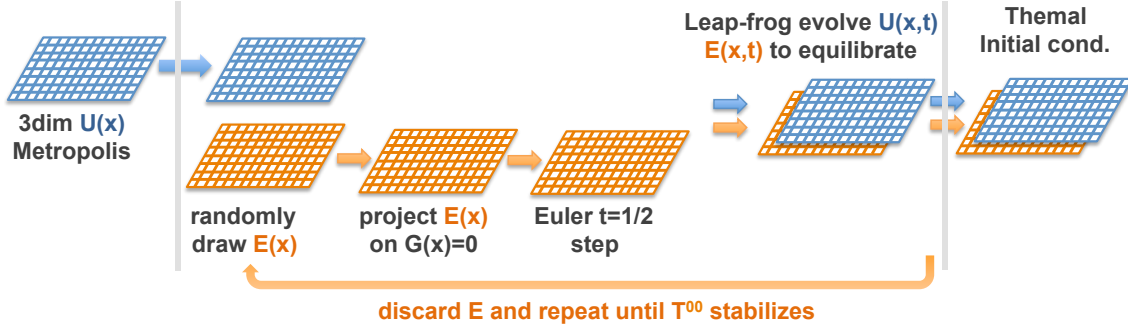 3dim U(x)
Metropolis
randomly
draw E(x)
project E(x)
on G(x)=0
Euler t=1/2
step
Leap-frog evolve U(x,t)
E(x,t) to equilibrate
Themal
Initial cond.
discard E and repeat until T⁰⁰ stabilizes